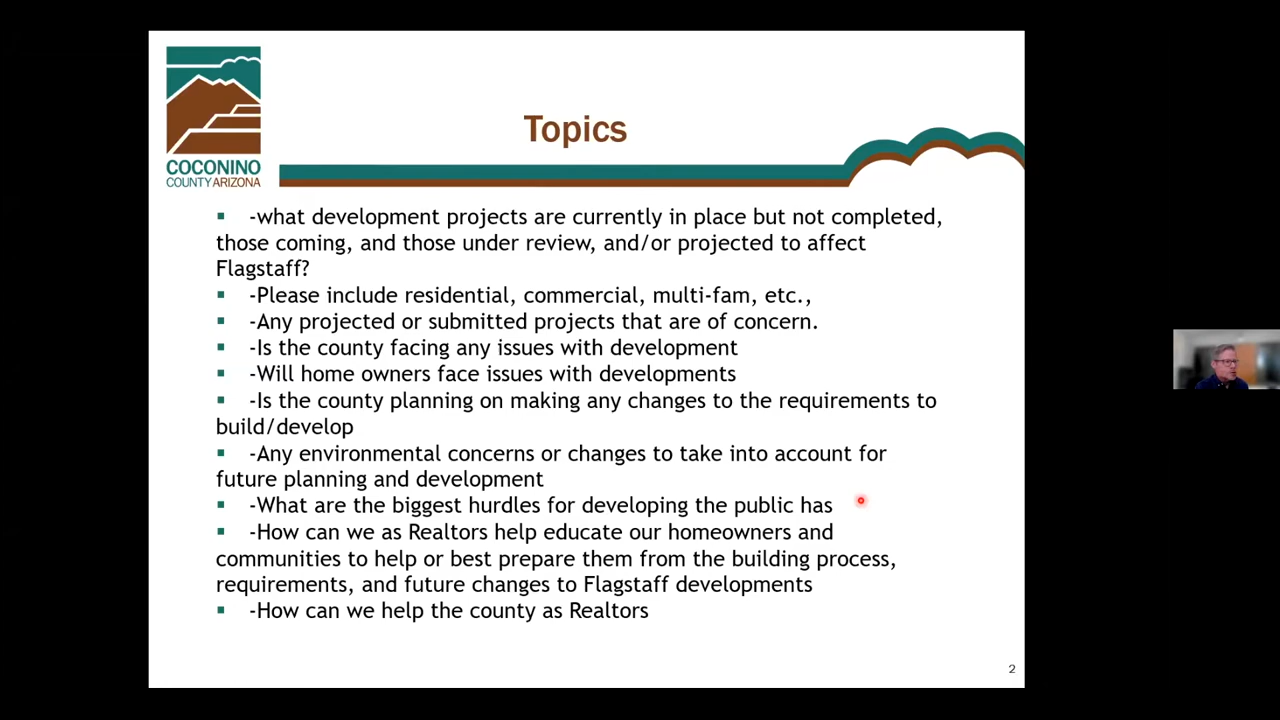 COCONINO
COUNTY ARIZONA
Topics
▪ -what development projects are currently in place but not completed,
those coming, and those under review, and/or projected to affect
Flagstaff?
▪ -Please include residential, commercial, multi-fam, etc.,
▪ -Any projected or submitted projects that are of concern.
▪ -Is the county facing any issues with development
▪ -Will home owners face issues with developments
▪ -Is the county planning on making any changes to the requirements to
build/develop
▪ -Any environmental concerns or changes to take into account for
future planning and development
▪ -What are the biggest hurdles for developing the public has
▪ -How can we as Realtors help educate our homeowners and
communities to help or best prepare them from the building process,
requirements, and future changes to Flagstaff developments
▪ -How can we help the county as Realtors
2